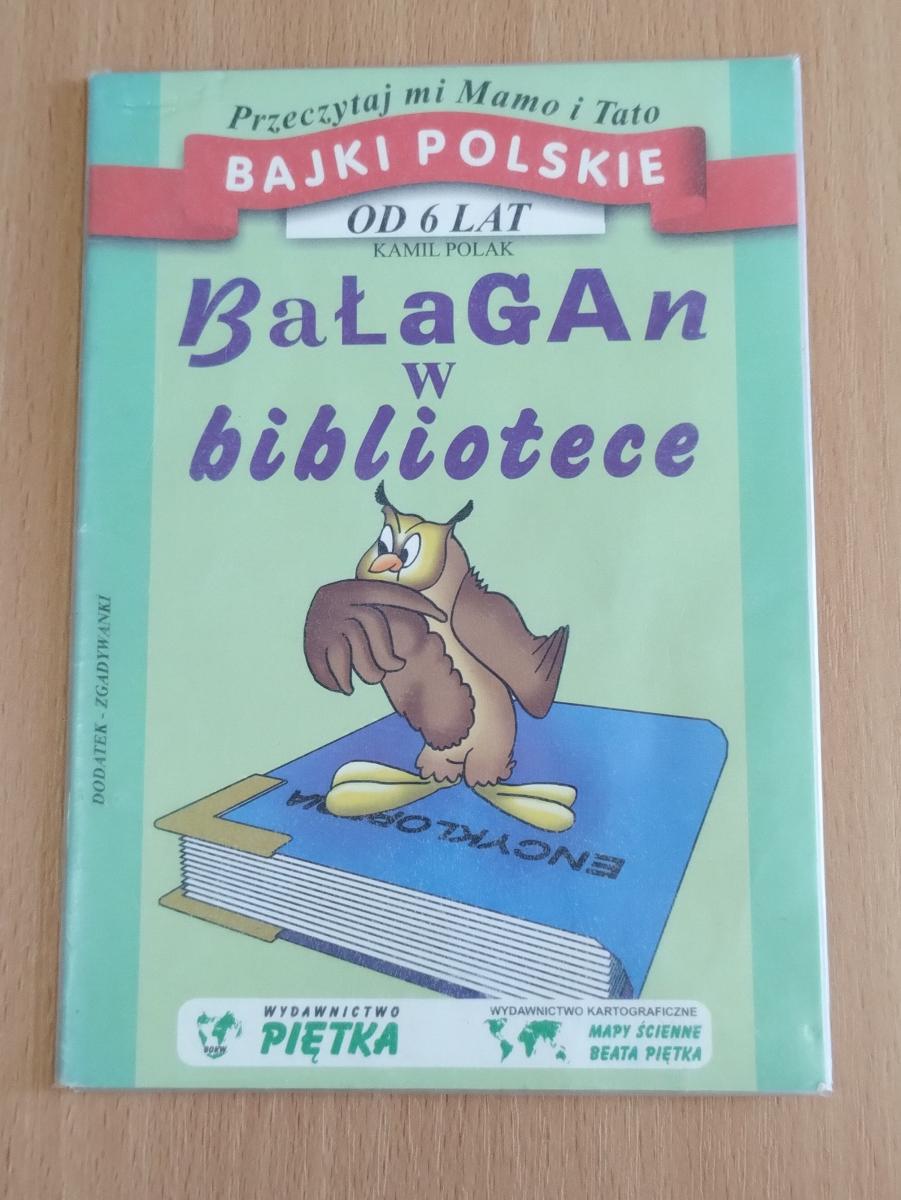 Przeczytaj mi Mamo i Tato
BAJKI POLSKIE
OD 6 LAT
KAMIL POLAK
BaŁaGAn
w
bibliotece
DODATEK - ZGADYWANKI
ENCYKLOPEDIA
WYDAWNICTWO
PIĘTKA
BDKW
WYDAWNICTWO KARTOGRAFICZNE
MAPY ŚCIENNE
BEATA PIĘTKA